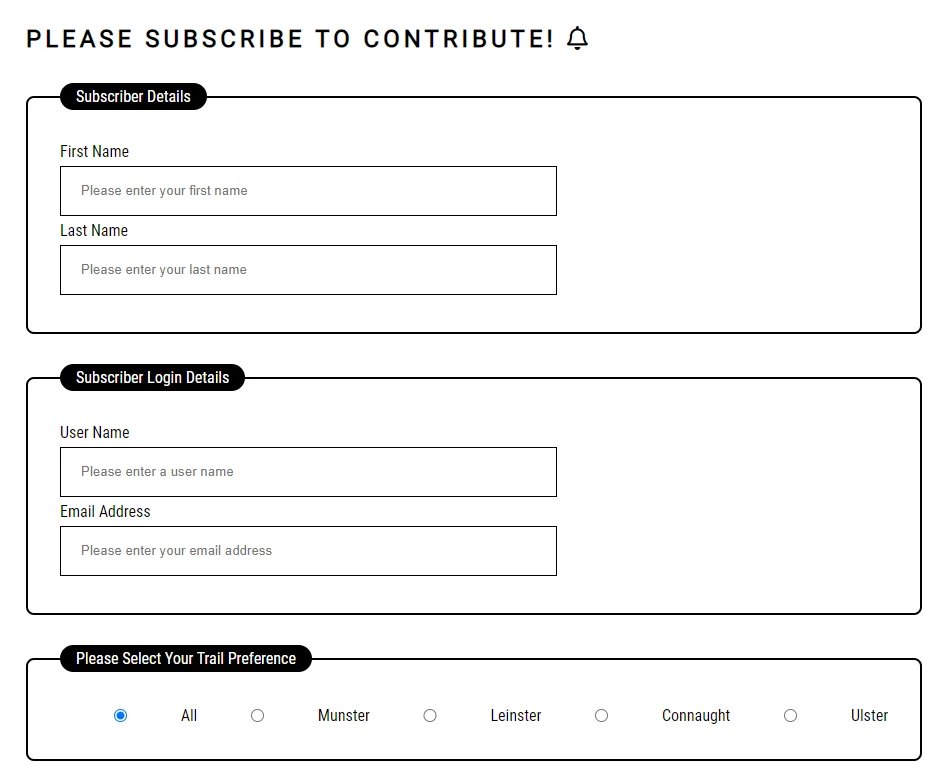 PLEASE SUBSCRIBE TO CONTRIBUTE!
Subscriber Details
First Name
Please enter your first name
Last Name
Please enter your last name
Subscriber Login Details
User Name
Please enter a user name
Email Address
Please enter your email address
Please Select Your Trail Preference
All Munster Leinster Connaught Ulster